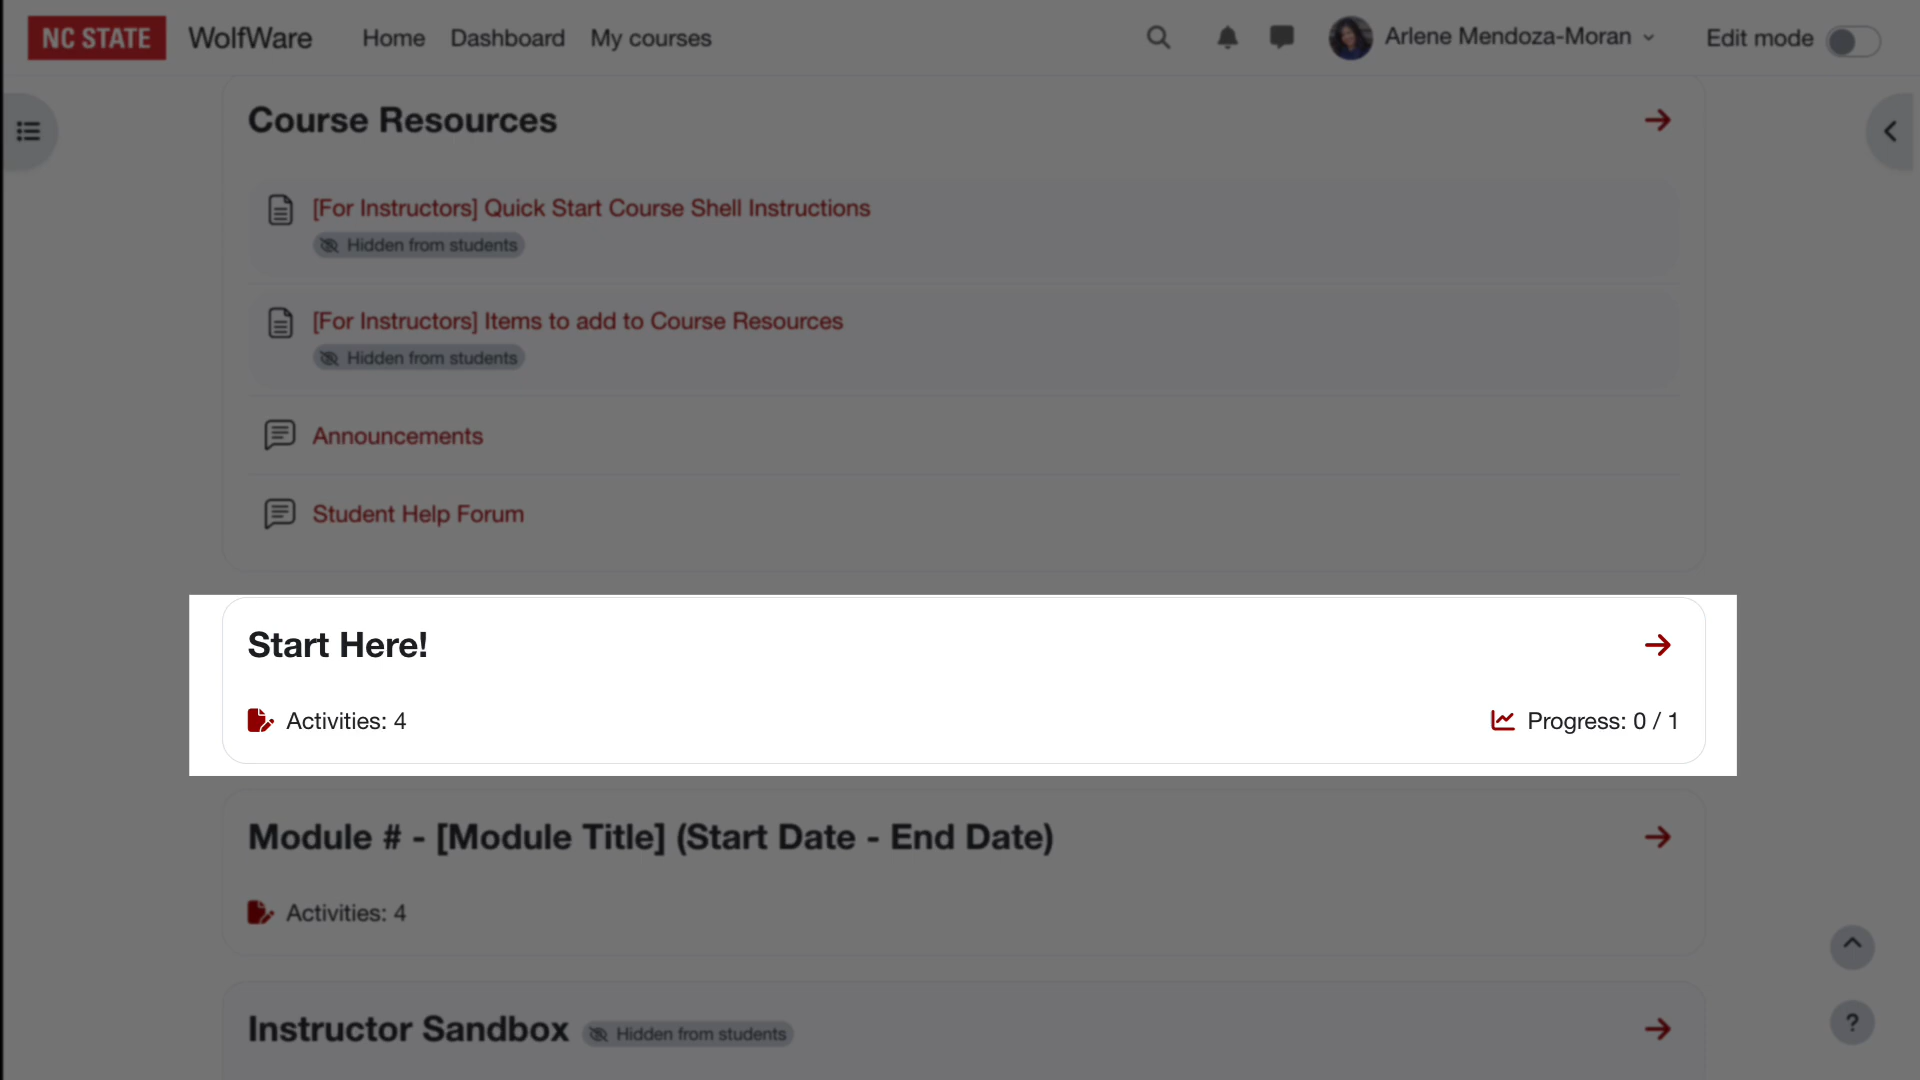 NC STATE WolfWare Home Dashboard My courses Arlene Mendoza-Moran Edit mode
Course Resources
[For Instructors] Quick Start Course Shell Instructions
Hidden from students
[For Instructors] Items to add to Course Resources
Hidden from students
Announcements
Student Help Forum
Start Here!
Activities: 4 Progress: 0 / 1
Module # - [Module Title] (Start Date - End Date)
Activities: 4
?
Instructor Sandbox Hidden from students